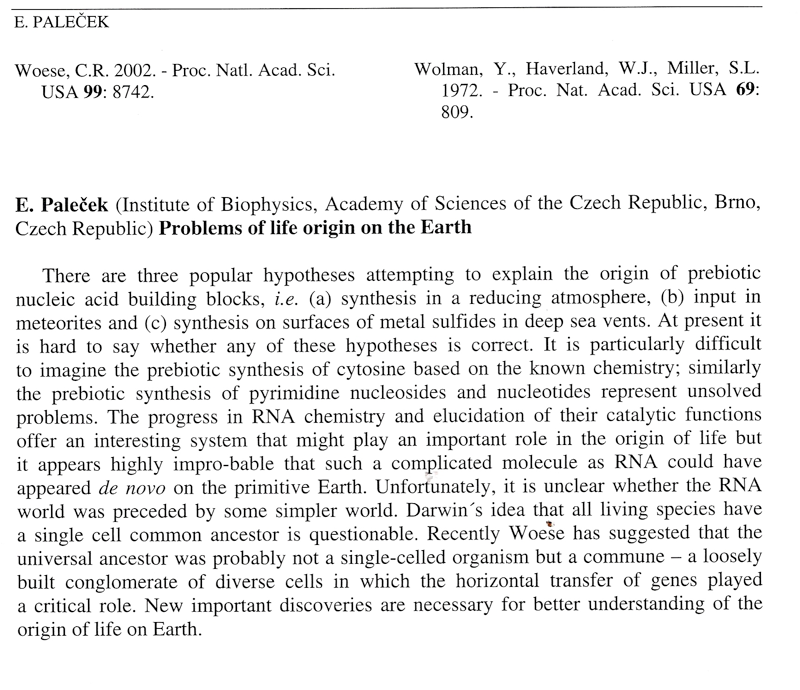 E. PALEČEK
Woese, C.R. 2002. - Proc. Natl. Acad. Sci.
USA 99: 8742.
Wolman, Y., Haverland, W.J., Miller, S.L.
1972. - Proc. Nat. Acad. Sci. USA 69:
809.
E. Paleček (Institute of Biophysics, Academy of Sciences of the Czech Republic, Brno,
Czech Republic) Problems of life origin on the Earth
There are three popular hypotheses attempting to explain the origin of prebiotic
nucleic acid building blocks, i.e. (a) synthesis in a reducing atmosphere, (b) input in
meteorites and (c) synthesis on surfaces of metal sulfides in deep sea vents. At present it
is hard to say whether any of these hypotheses is correct. It is particularly difficult
to imagine the prebiotic synthesis of cytosine based on the known chemistry; similarly
the prebiotic synthesis of pyrimidine nucleosides and nucleotides represent unsolved
problems. The progress in RNA chemistry and elucidation of their catalytic functions
offer an interesting system that might play an important role in the origin of life but
it appears highly impro-bable that such a complicated molecule as RNA could have
appeared de novo on the primitive Earth. Unfortunately, it is unclear whether the RNA
world was preceded by some simpler world. Darwin´s idea that all living species have
a single cell common ancestor is questionable. Recently Woese has suggested that the
universal ancestor was probably not a single-celled organism but a commune – a loosely
built conglomerate of diverse cells in which the horizontal transfer of genes played
a critical role. New important discoveries are necessary for better understanding of the
origin of life on Earth.